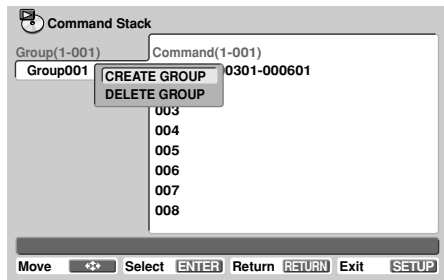 Command Stack
Group(1-001) Command(1-001)
Group001 0301-000601
CREATE GROUP
DELETE GROUP
003
004
005
006
007
008
Move Select ENTER Return RETURN Exit SETUP